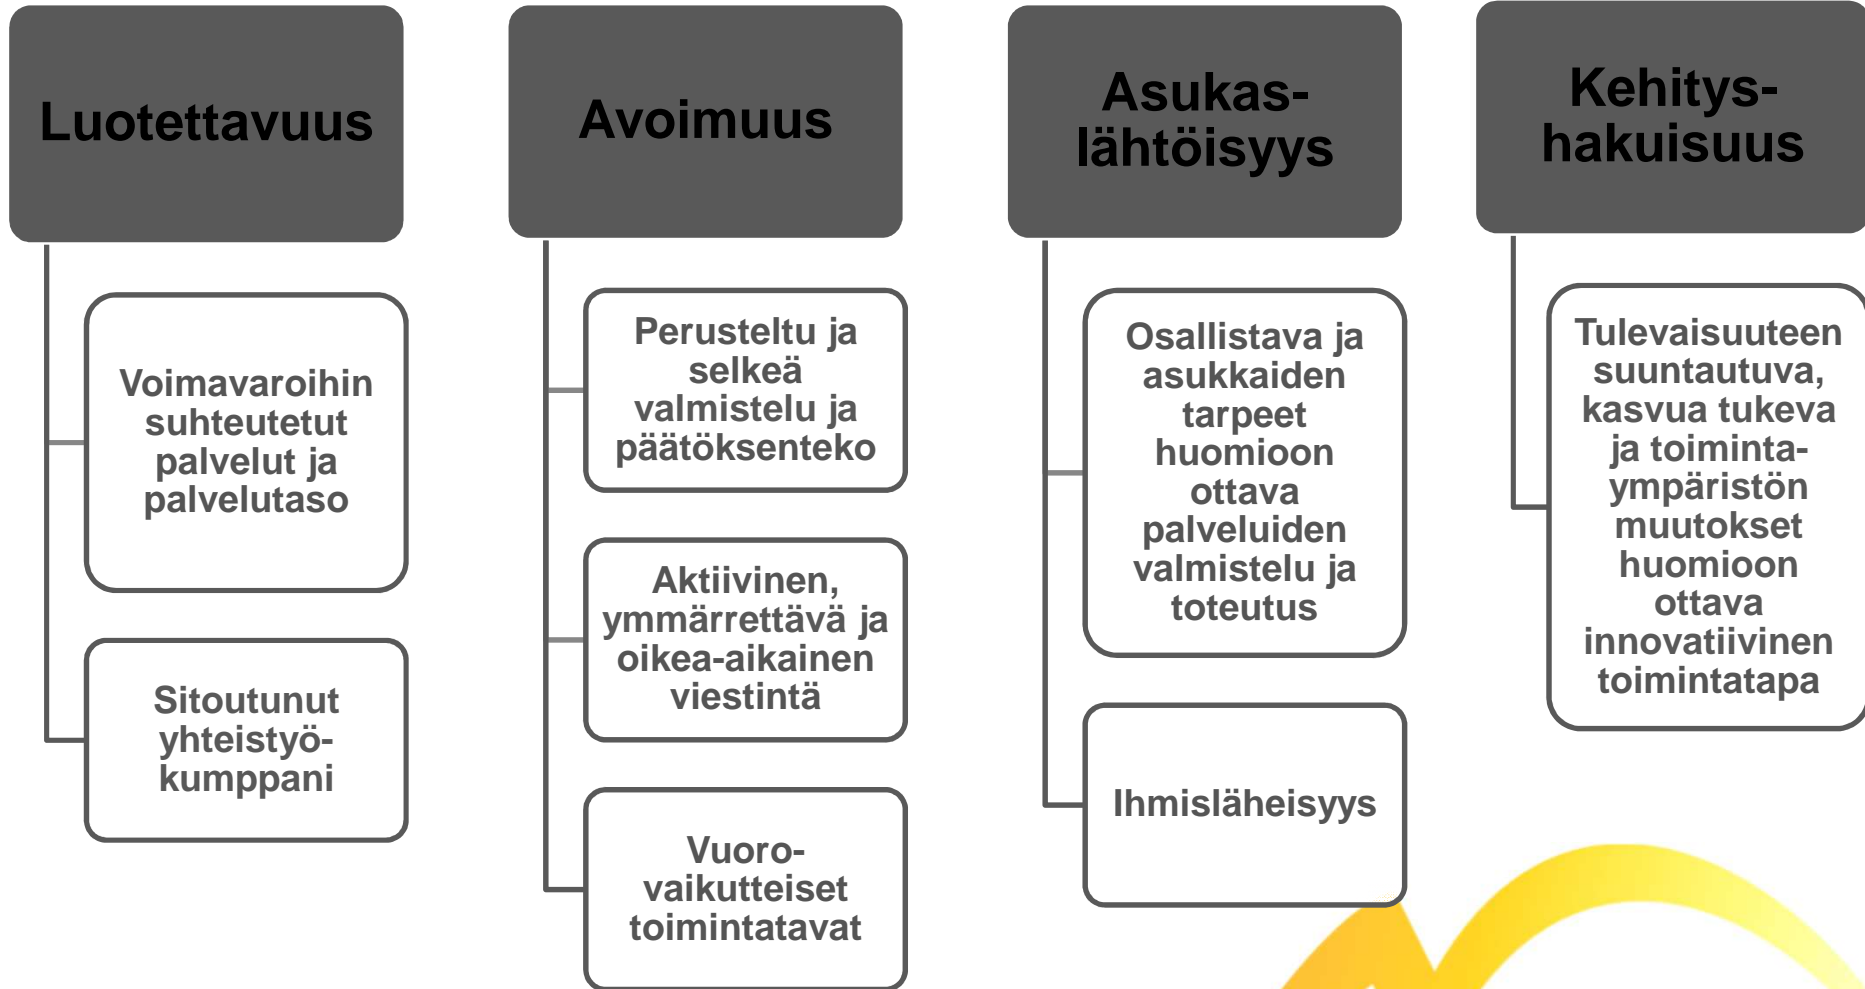 Luotettavuus
Voimavaroihin
suhteutetut
palvelut ja
palvelutaso
Sitoutunut
yhteistyö-
kumppani
Avoimuus
Perusteltu ja
selkeä
valmistelu ja
päätöksenteko
Aktiivinen,
ymmärrettävä ja
oikea-aikainen
viestintä
Vuoro-
vaikutteiset
toimintatavat
Asukas-
lähtöisyys
Osallistava ja
asukkaiden
tarpeet
huomioon
ottava
palveluiden
valmistelu ja
toteutus
Ihmisläheisyys
Kehitys-
hakuisuus
Tulevaisuuteen
suuntautuva,
kasvua tukeva
ja toiminta-
ympäristön
muutokset
huomioon
ottava
innovatiivinen
toimintatapa